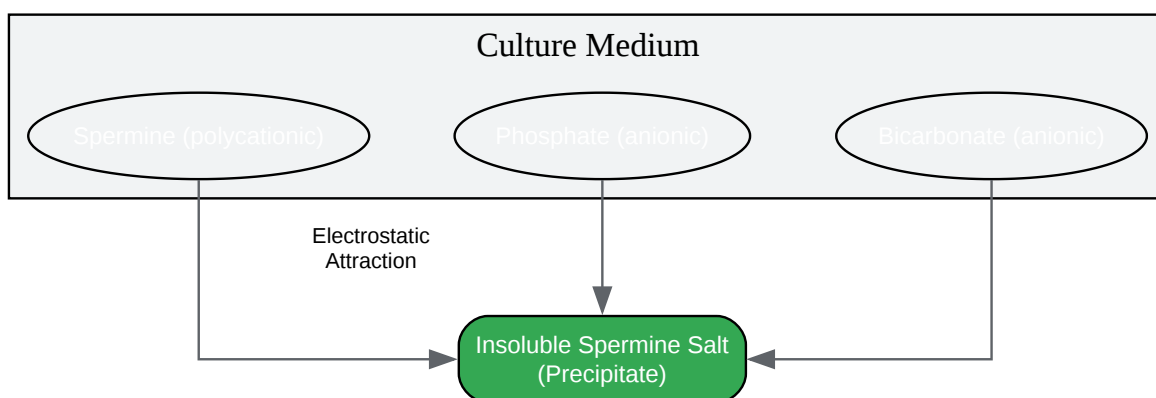 Culture Medium
Spermine (polycationic)
Phosphate (anionic)
Bicarbonate (anionic)
Electrostatic
Attraction
Insoluble Spermine Salt
(Precipitate)